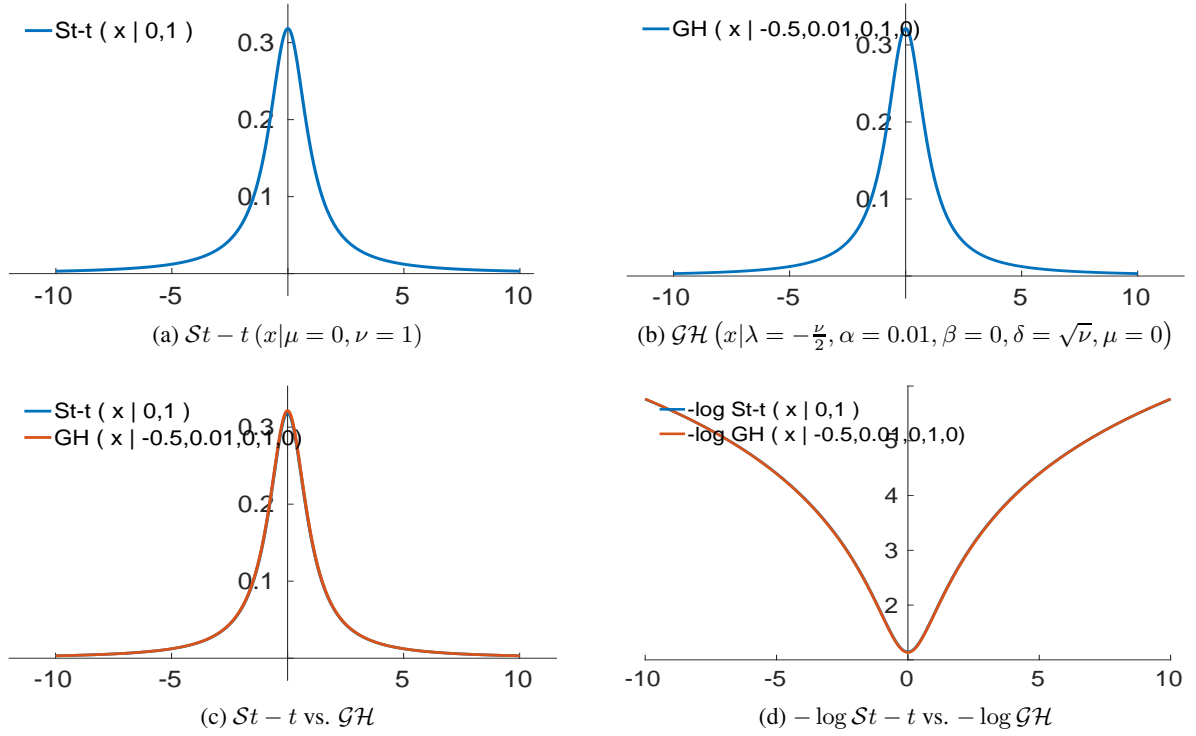 St-t ( x | 0,1 )
0.3
0.2
0.1
-10 -5 5 10
(a) St − t (x|μ = 0, ν = 1)
GH ( x | -0.5,0.01,0,1,0)
0.3
0.2
0.1
-10 -5 5 10
(b) GH (x|λ = −ν/2, α = 0.01, β = 0, δ = √ν, μ = 0)
St-t ( x | 0,1 )
GH ( x | -0.5,0.01,0,1,0)
0.3
0.2
0.1
-10 -5 5 10
(c) St − t vs. GH
-log St-t ( x | 0,1 )
-log GH ( x | -0.5,0.01,0,1,0)
5
4
3
2
-10 -5 0 5 10
(d) − log St − t vs. − log GH